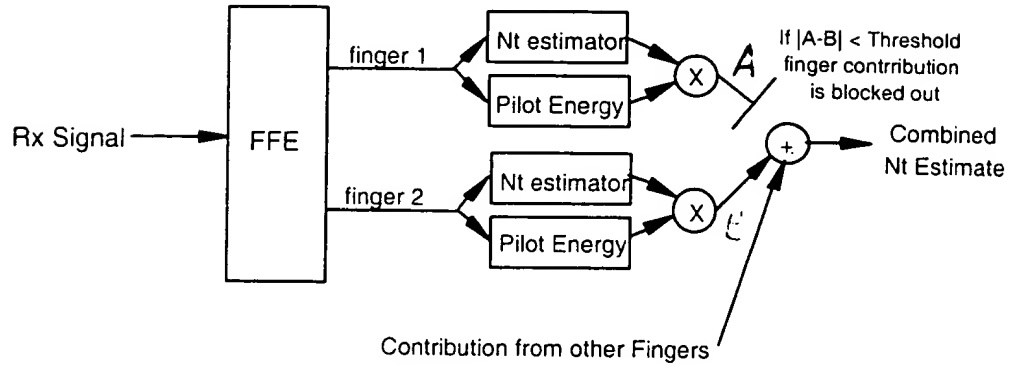 finger 1
Nt estimator
Pilot Energy
X
A
If |A-B| < Threshold
finger contrribution
is blocked out
Rx Signal
FFE
+
Combined
Nt Estimate
finger 2
Nt estimator
Pilot Energy
X
Contribution from other Fingers